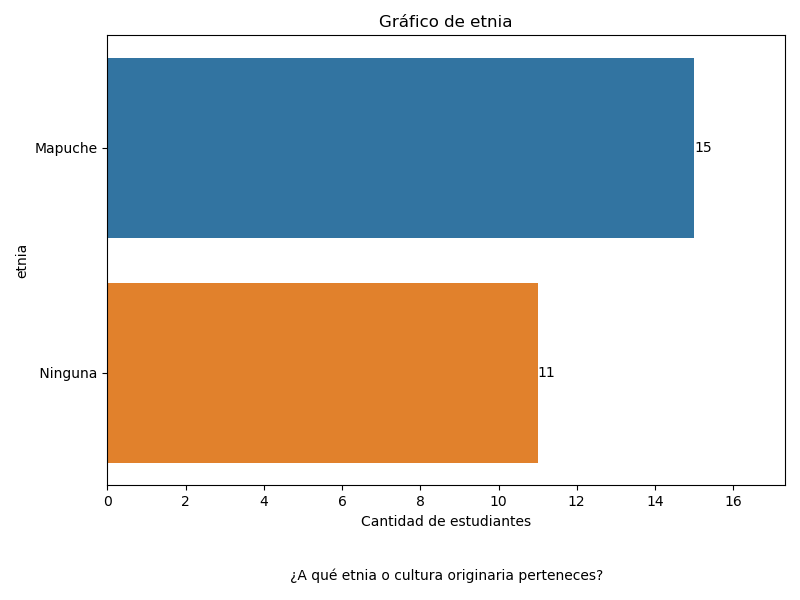 Gráfico de etnia
Mapuche
15
etnia
Ninguna
11
0 2 4 6 8 10 12 14 16
Cantidad de estudiantes
¿A qué etnia o cultura originaria perteneces?